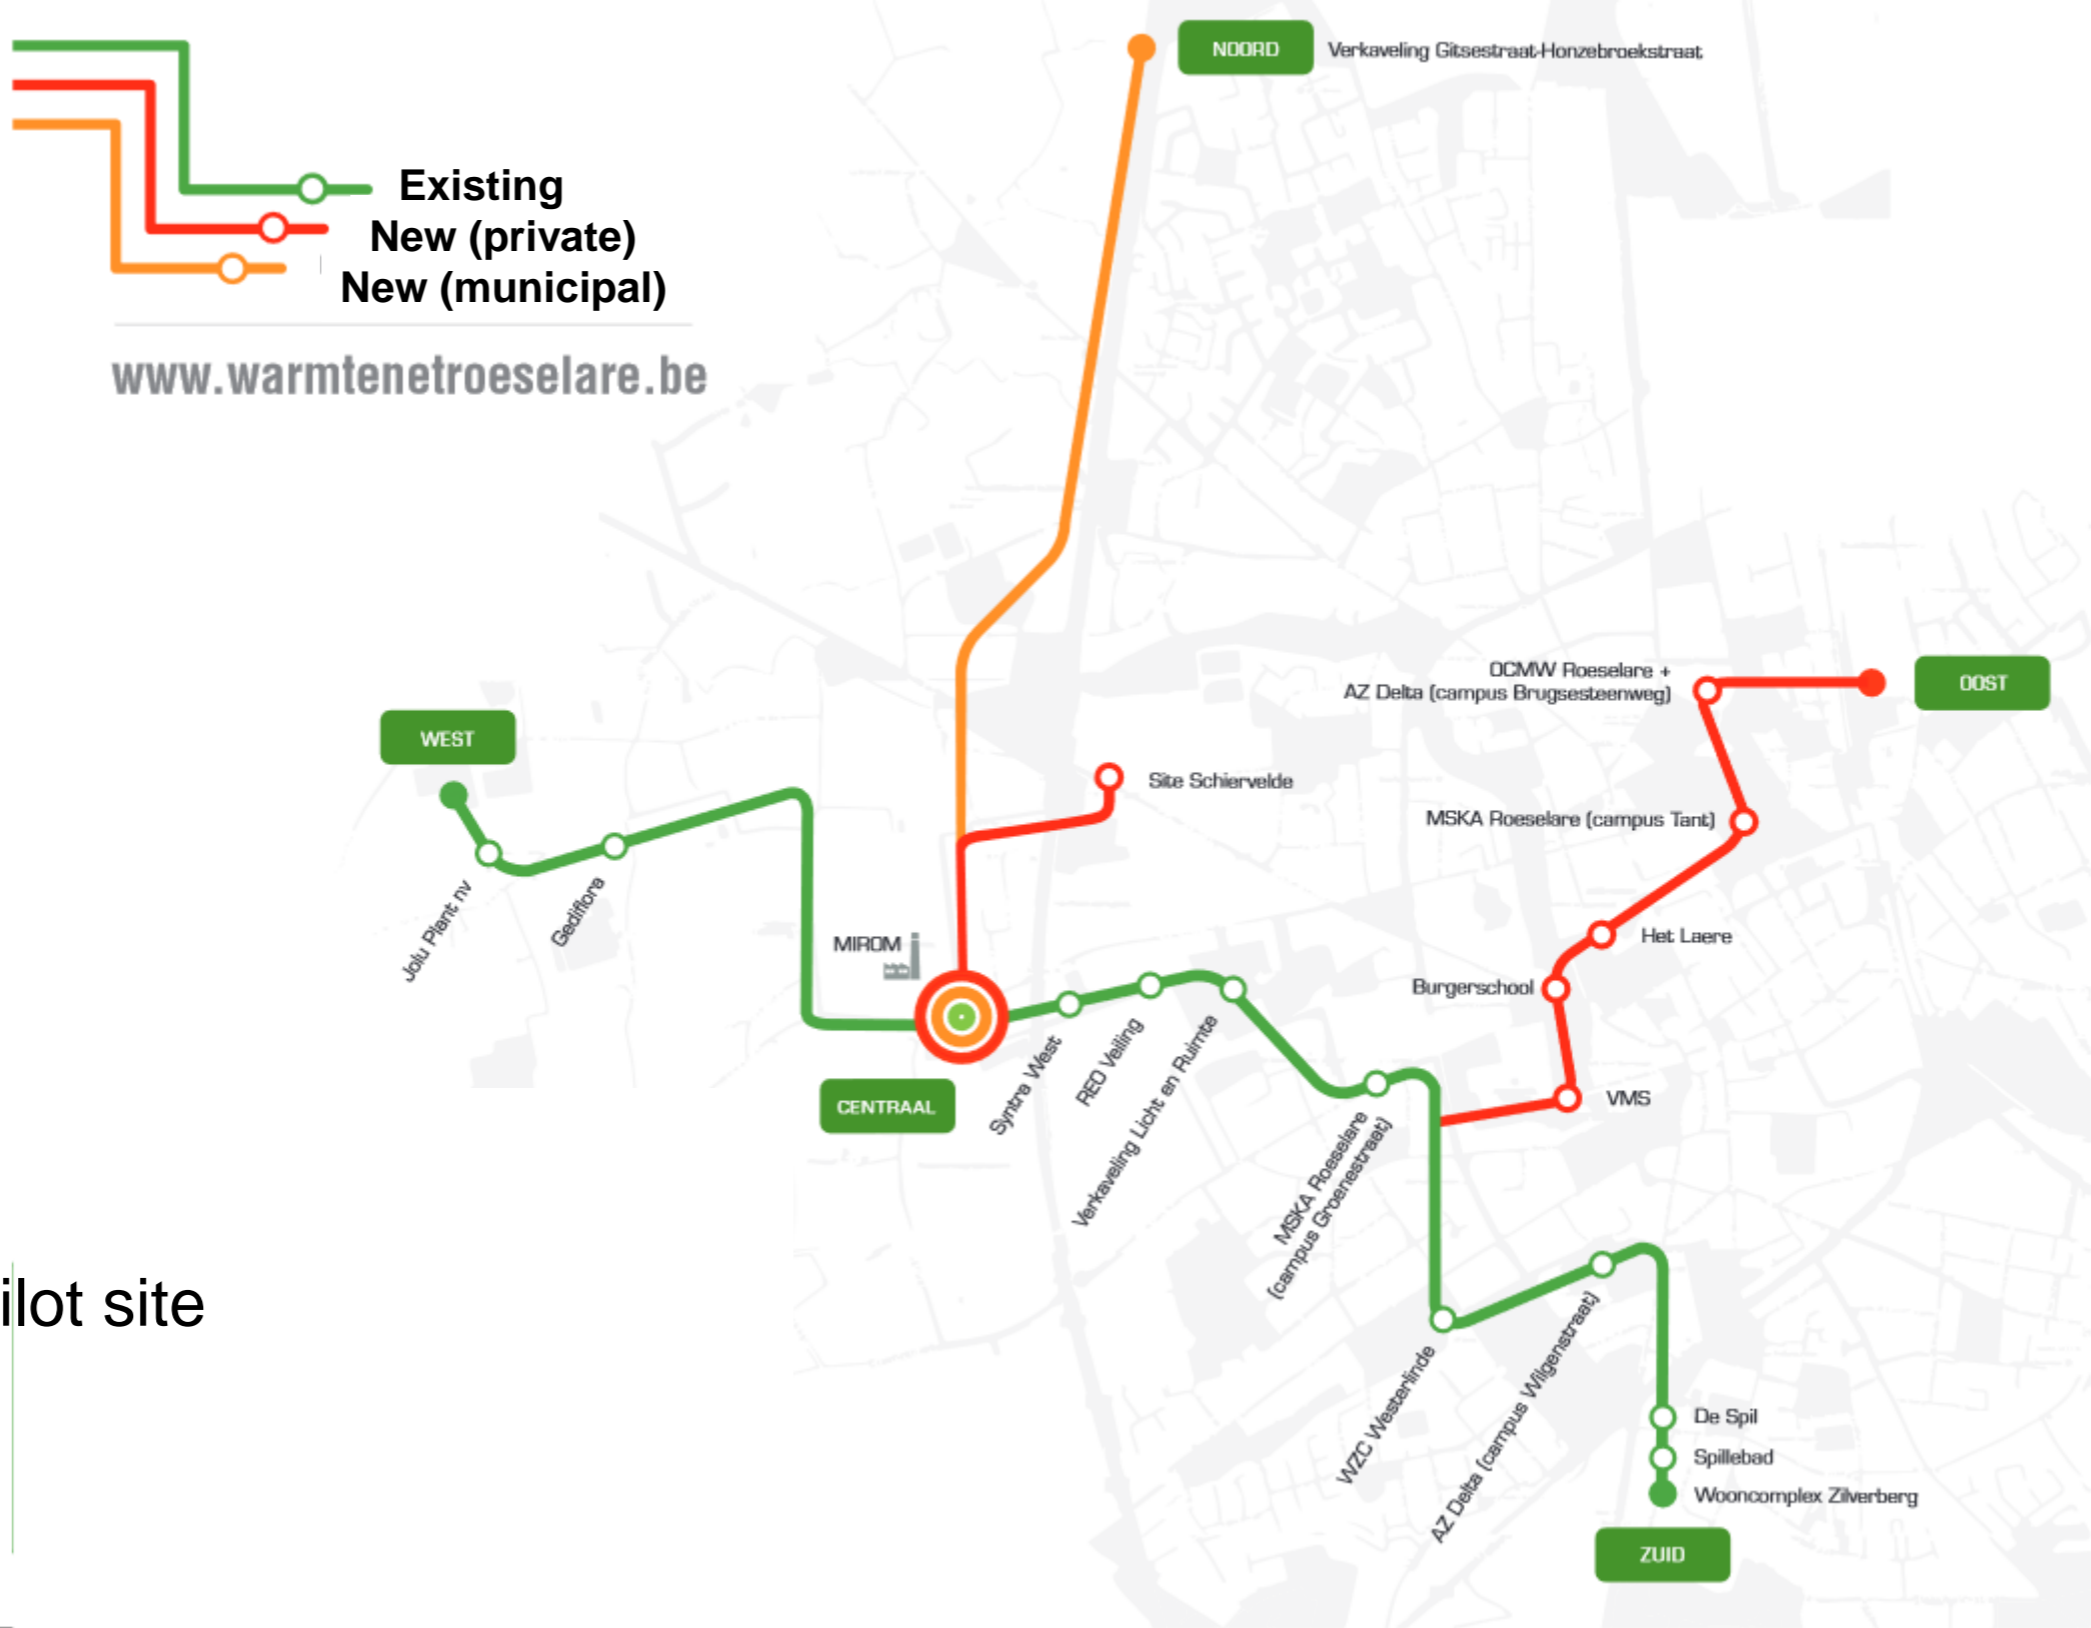 Existing
New (private)
New (municipal)
www.warmtenetroeselare.be
NOORD
Verkaveling Gitsestraat-Honzebroekstraat
OCMW Roeselare +
AZ Delta (campus Brugsesteenweg)
OOST
WEST
Site Schiervelde
MSKA Roeselare (campus Tant)
Jolu Plant nv
Gediflora
MIROM
Het Laere
Burgerschool
CENTRAAL
Syntra West
REO Veiling
Verkaveling Licht en Ruimte
MSKA Roeselare
(campus Groenestraat)
VMS
ilot site
WZC Westerlinde
AZ Delta (campus Wilgenstraat)
De Spil
Spillebad
Wooncomplex Zilverberg
ZUID